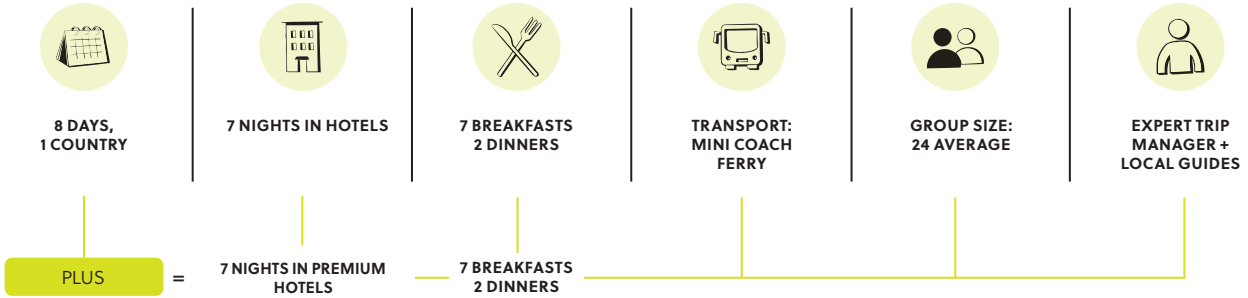 8 DAYS,
1 COUNTRY
7 NIGHTS IN HOTELS
7 BREAKFASTS
2 DINNERS
TRANSPORT:
MINI COACH
FERRY
GROUP SIZE:
24 AVERAGE
EXPERT TRIP
MANAGER +
LOCAL GUIDES
PLUS
=
7 NIGHTS IN PREMIUM
HOTELS
7 BREAKFASTS
2 DINNERS